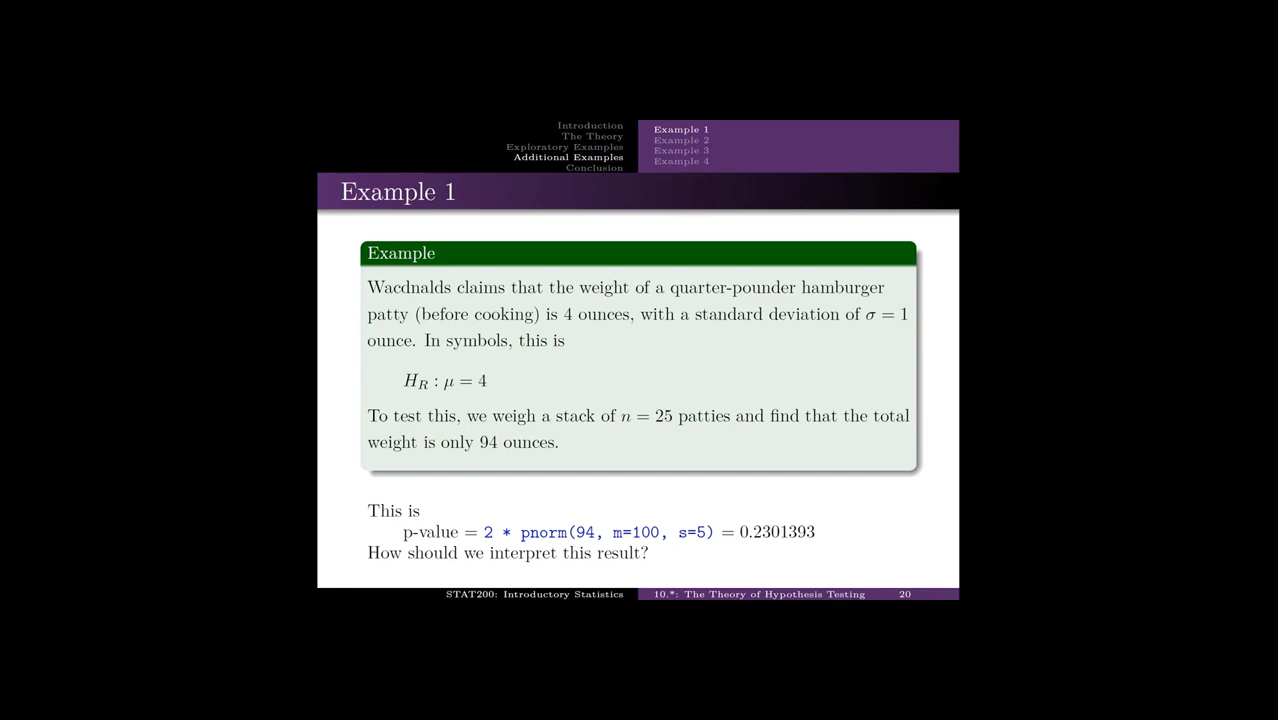 Introduction
The Theory
Exploratory Examples
Additional Examples
Conclusion
Example 1
Example 2
Example 3
Example 4
Example 1
Example
Wacdnalds claims that the weight of a quarter-pounder hamburger
patty (before cooking) is 4 ounces, with a standard deviation of σ = 1
ounce. In symbols, this is
H_R : μ = 4
To test this, we weigh a stack of n = 25 patties and find that the total
weight is only 94 ounces.
This is
p-value = 2 * pnorm(94, m=100, s=5) = 0.2301393
How should we interpret this result?
STAT200: Introductory Statistics
10.*: The Theory of Hypothesis Testing
20